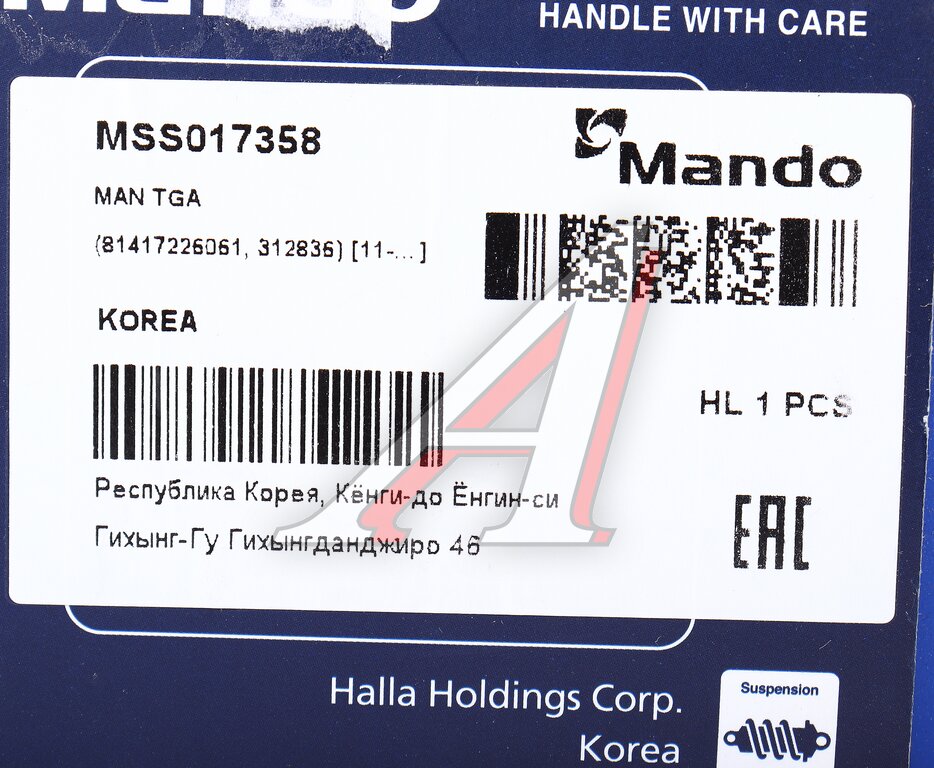 Mando
HANDLE WITH CARE
MSS017358
Mando
MAN TGA
(81417226061, 312836) [11-...]
KOREA
HL 1 PCS
Республика Корея, Кёнги-до Ёнгин-си
Гихынг-Гу Гихынгданджиро 46
EAC
Halla Holdings Corp.
Korea
Suspension